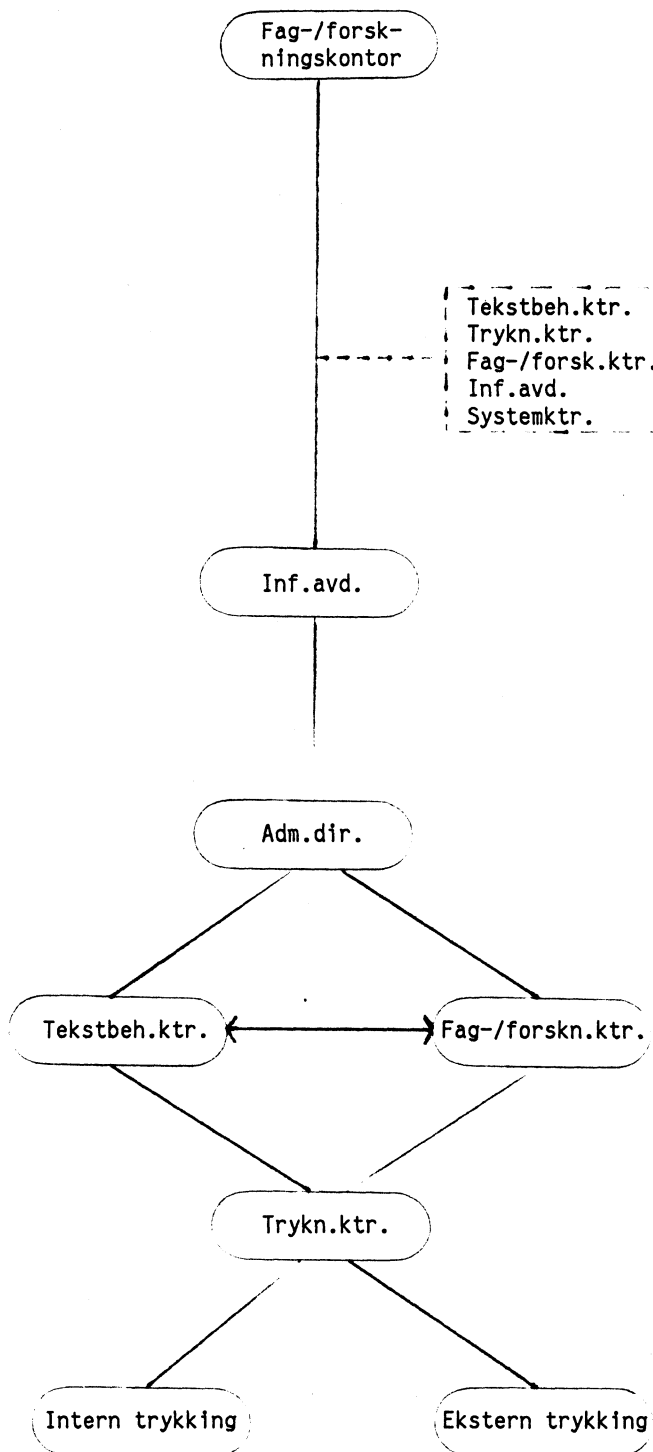 Fag-/forsk-
ningskontor
Tekstbeh.ktr.
Trykn.ktr.
Fag-/forsk.ktr.
Inf.avd.
Systemktr.
Inf.avd.
Adm.dir.
Tekstbeh.ktr.
Fag-/forskn.ktr.
Trykn.ktr.
Intern trykking
Ekstern trykking